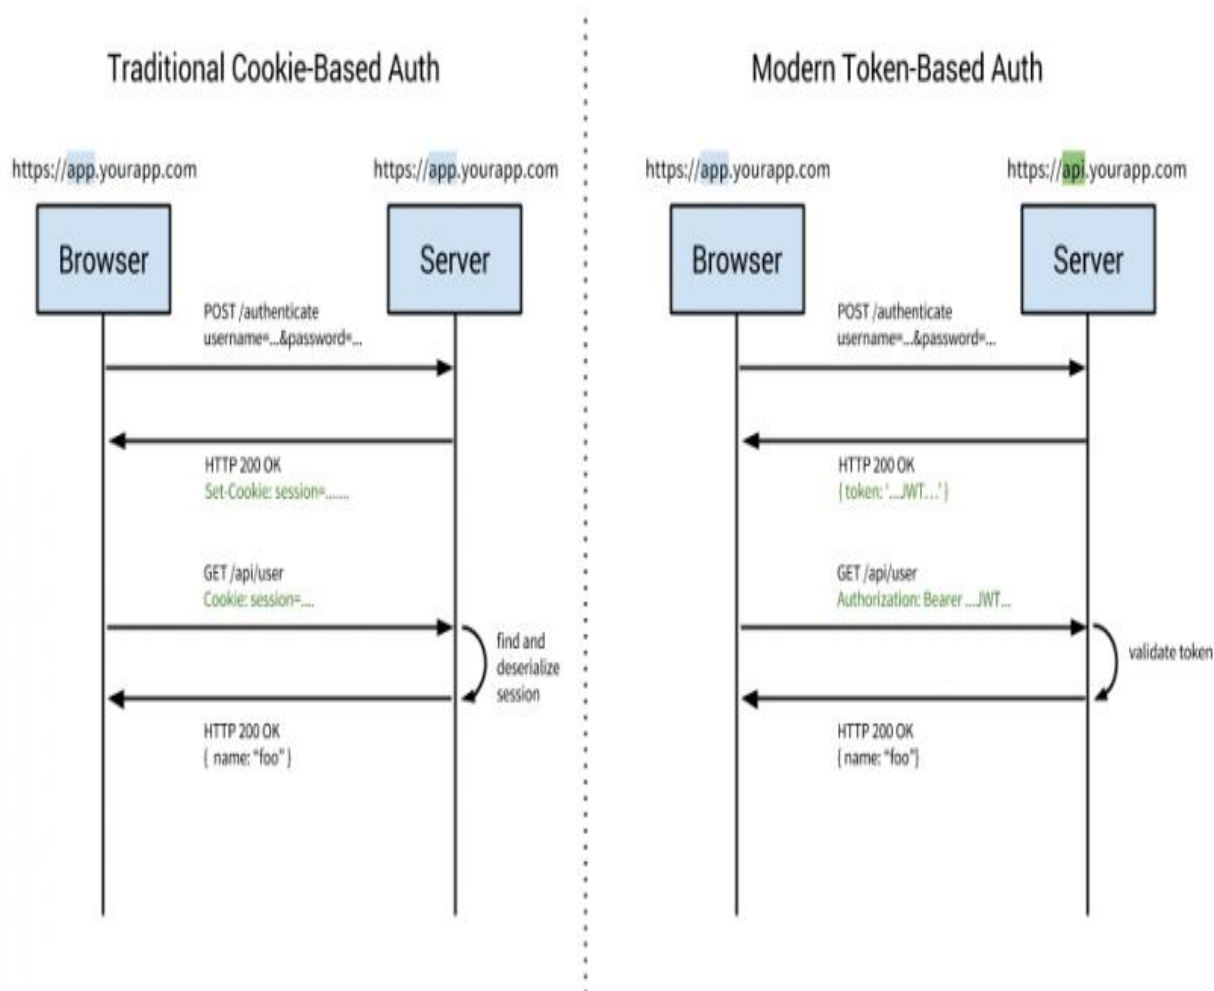 Traditional Cookie-Based Auth
https://app.yourapp.com
https://app.yourapp.com
Browser
Server
POST /authenticate
username=...&password=...
HTTP 200 OK
Set-Cookie: session=.......
GET /api/user
Cookie: session=....
find and
deserialize
session
HTTP 200 OK
{ name: "foo" }
Modern Token-Based Auth
https://app.yourapp.com
https://api.yourapp.com
Browser
Server
POST /authenticate
username=...&password=...
HTTP 200 OK
{ token: '...JWT...' }
GET /api/user
Authorization: Bearer ...JWT...
validate token
HTTP 200 OK
{ name: "foo"}